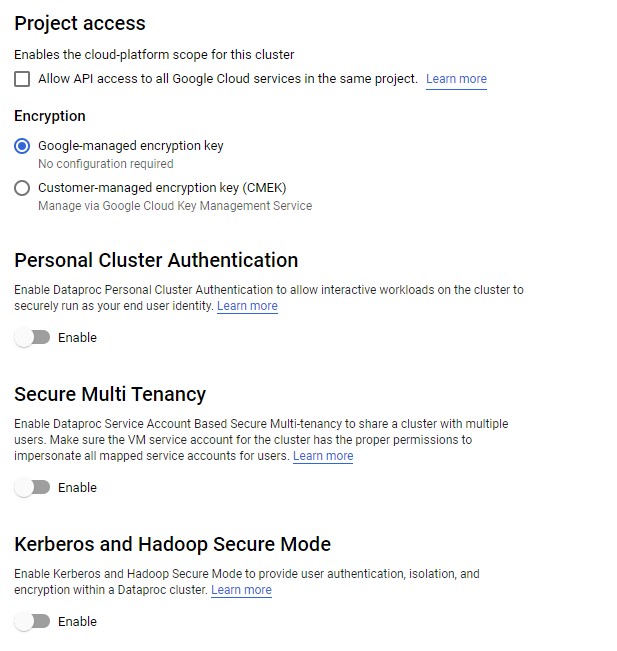 Project access
Enables the cloud-platform scope for this cluster
Allow API access to all Google Cloud services in the same project. Learn more
Encryption
Google-managed encryption key
No configuration required
Customer-managed encryption key (CMEK)
Manage via Google Cloud Key Management Service
Personal Cluster Authentication
Enable Dataproc Personal Cluster Authentication to allow interactive workloads on the cluster to
securely run as your end user identity. Learn more
Enable
Secure Multi Tenancy
Enable Dataproc Service Account Based Secure Multi-tenancy to share a cluster with multiple
users. Make sure the VM service account for the cluster has the proper permissions to
impersonate all mapped service accounts for users. Learn more
Enable
Kerberos and Hadoop Secure Mode
Enable Kerberos and Hadoop Secure Mode to provide user authentication, isolation, and
encryption within a Dataproc cluster. Learn more
Enable